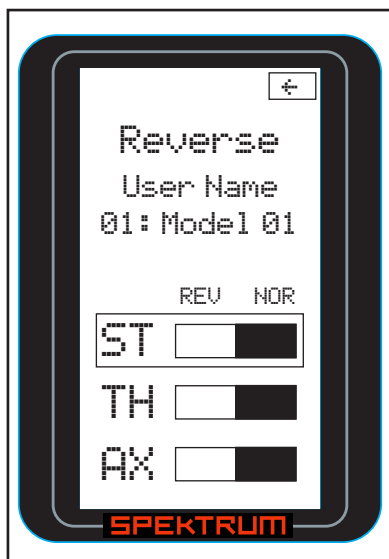 ←
Reverse
User Name
01: Model 01
REV NOR
ST
TH
AX
SPEKTRUM